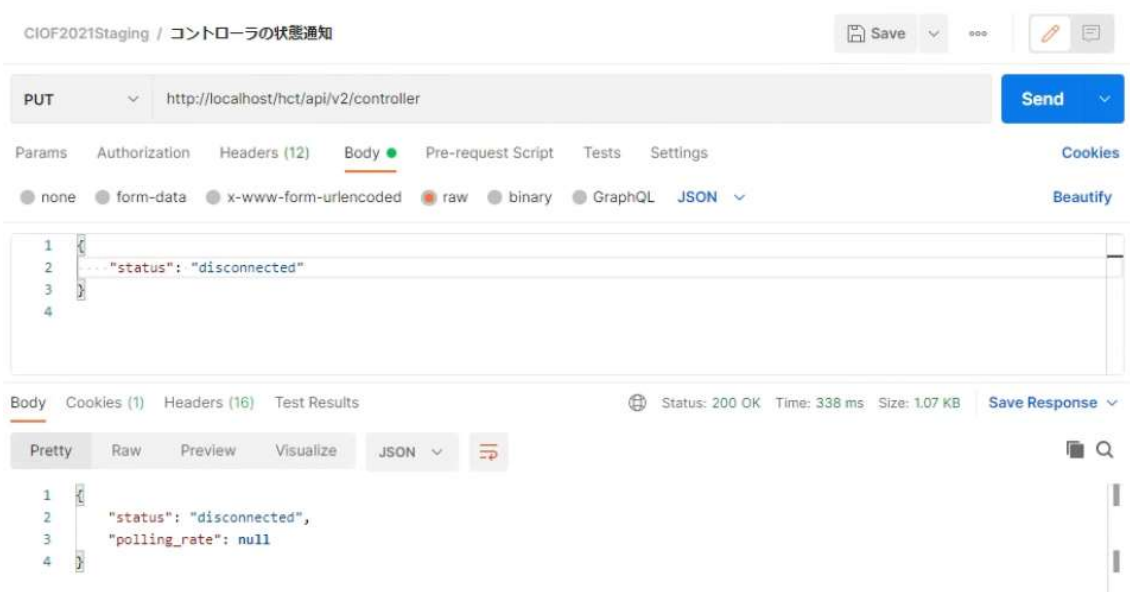 CIOF2021Staging / コントローラの状態通知 Save ooo
PUT http://localhost/hct/api/v2/controller Send
Params Authorization Headers (12) Body Pre-request Script Tests Settings Cookies
none form-data x-www-form-urlencoded raw binary GraphQL JSON Beautify
1 {
2 ····"status":·"disconnected"
3 }
4
Body Cookies (1) Headers (16) Test Results Status: 200 OK Time: 338 ms Size: 1.07 KB Save Response
Pretty Raw Preview Visualize JSON
1 {
2 "status": "disconnected",
3 "polling_rate": null
4 }